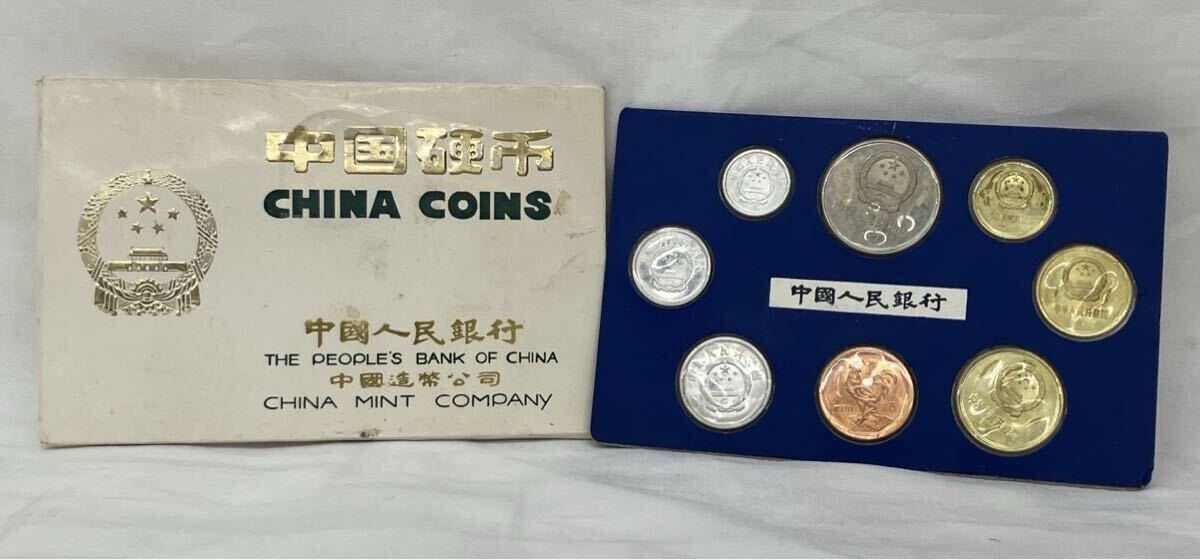 中国硬币
CHINA COINS
中國人民銀行
THE PEOPLE'S BANK OF CHINA
中國造幣公司
CHINA MINT COMPANY
中國人民銀行
1981